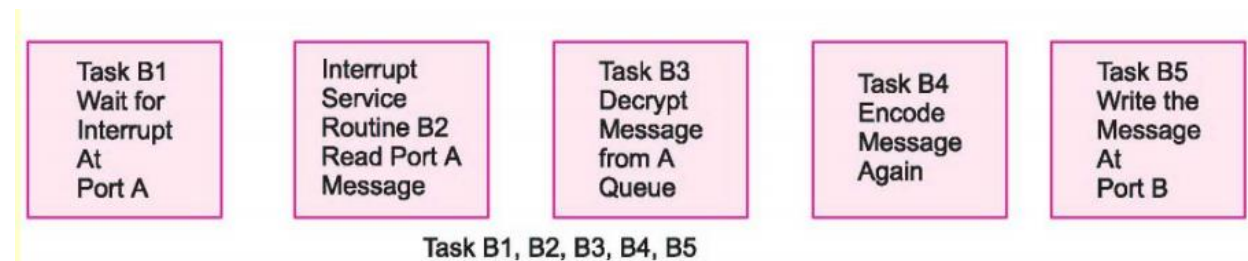 Task B1
Wait for
Interrupt
At
Port A
Interrupt
Service
Routine B2
Read Port A
Message
Task B3
Decrypt
Message
from A
Queue
Task B4
Encode
Message
Again
Task B5
Write the
Message
At
Port B
Task B1, B2, B3, B4, B5